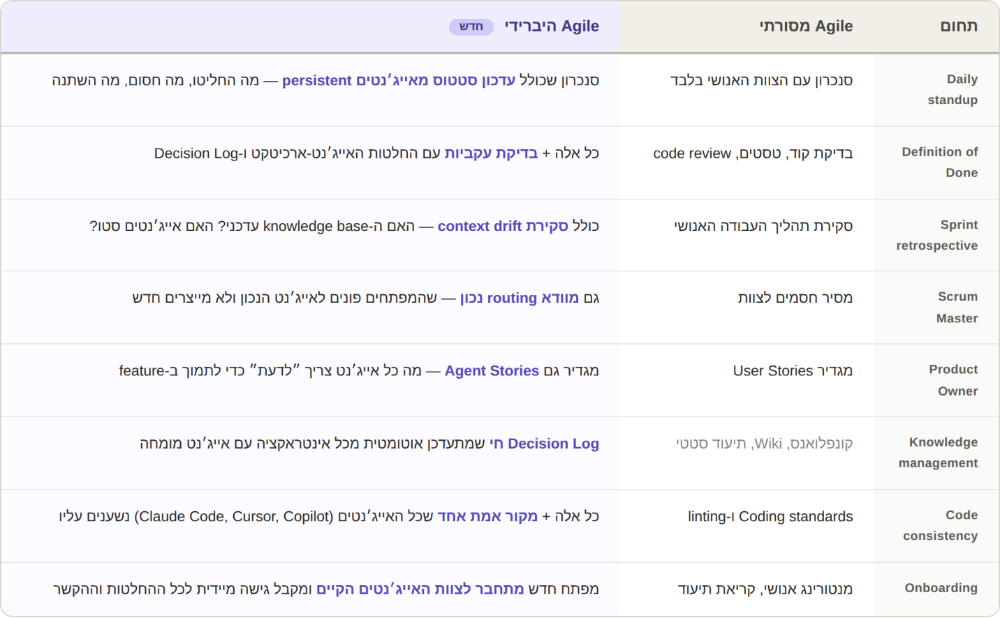 תחום
Agile מסורתי
Agile היברידי חדש
Daily
standup
סנכרון עם הצוות האנושי בלבד
סנכרון שכולל עדכון סטטוס מאייג׳נטים persistent — מה החליטו, מה חסום, מה השתנה
Definition of
Done
בדיקת קוד, טסטים, code review
כל אלה + בדיקת עקביות עם החלטות האייג׳נט-ארכיטקט ו-Decision Log
Sprint
retrospective
סקירת תהליך העבודה האנושי
כולל סקירת context drift — האם ה-knowledge base עדכני? האם אייג׳נטים סטו?
Scrum
Master
מסיר חסמים לצוות
גם מוודא routing נכון — שהמפתחים פונים לאייג׳נט הנכון ולא מייצרים חדש
Product
Owner
מגדיר User Stories
מגדיר גם Agent Stories — מה כל אייג׳נט צריך ״לדעת״ כדי לתמוך ב-feature
Knowledge
management
קונפלואנס, Wiki, תיעוד סטטי
Decision Log חי שמתעדכן אוטומטית מכל אינטראקציה עם אייג׳נט מומחה
Code
consistency
Coding standards ו-linting
כל אלה + מקור אמת אחד שכל האייג׳נטים (Claude Code, Cursor, Copilot) נשענים עליו
Onboarding
מנטורינג אנושי, קריאת תיעוד
מפתח חדש מתחבר לצוות האייג׳נטים הקיים ומקבל גישה מיידית לכל ההחלטות וההקשר